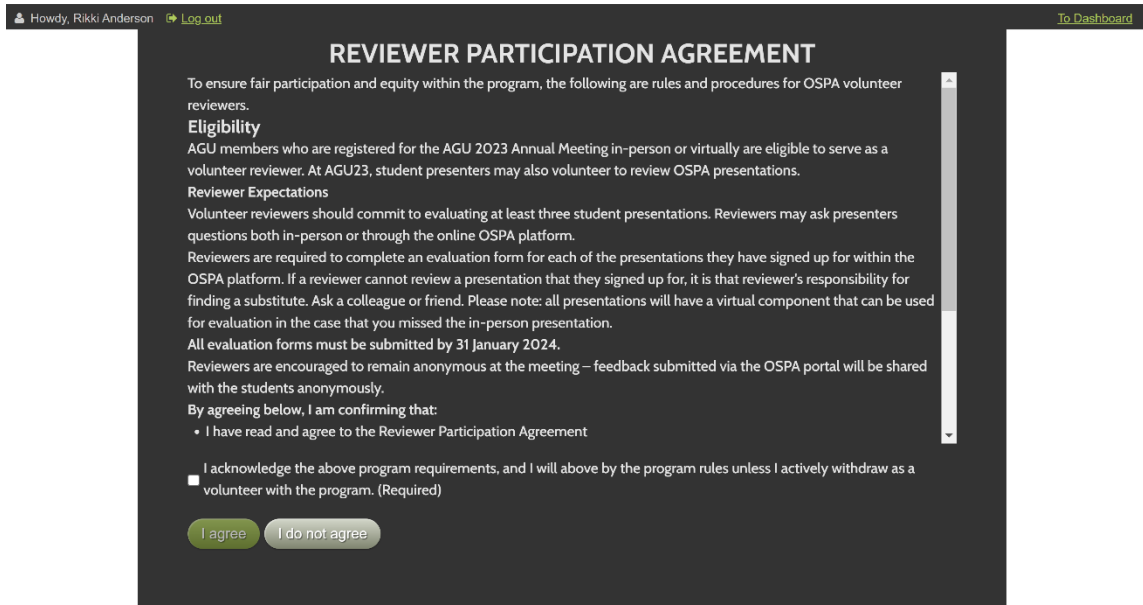 Howdy, Rikki Anderson Log out To Dashboard
REVIEWER PARTICIPATION AGREEMENT
To ensure fair participation and equity within the program, the following are rules and procedures for OSPA volunteer
reviewers.
Eligibility
AGU members who are registered for the AGU 2023 Annual Meeting in-person or virtually are eligible to serve as a
volunteer reviewer. At AGU23, student presenters may also volunteer to review OSPA presentations.
Reviewer Expectations
Volunteer reviewers should commit to evaluating at least three student presentations. Reviewers may ask presenters
questions both in-person or through the online OSPA platform.
Reviewers are required to complete an evaluation form for each of the presentations they have signed up for within the
OSPA platform. If a reviewer cannot review a presentation that they signed up for, it is that reviewer's responsibility for
finding a substitute. Ask a colleague or friend. Please note: all presentations will have a virtual component that can be used
for evaluation in the case that you missed the in-person presentation.
All evaluation forms must be submitted by 31 January 2024.
Reviewers are encouraged to remain anonymous at the meeting – feedback submitted via the OSPA portal will be shared
with the students anonymously.
By agreeing below, I am confirming that:
• I have read and agree to the Reviewer Participation Agreement
I acknowledge the above program requirements, and I will above by the program rules unless I actively withdraw as a
volunteer with the program. (Required)
I agree I do not agree